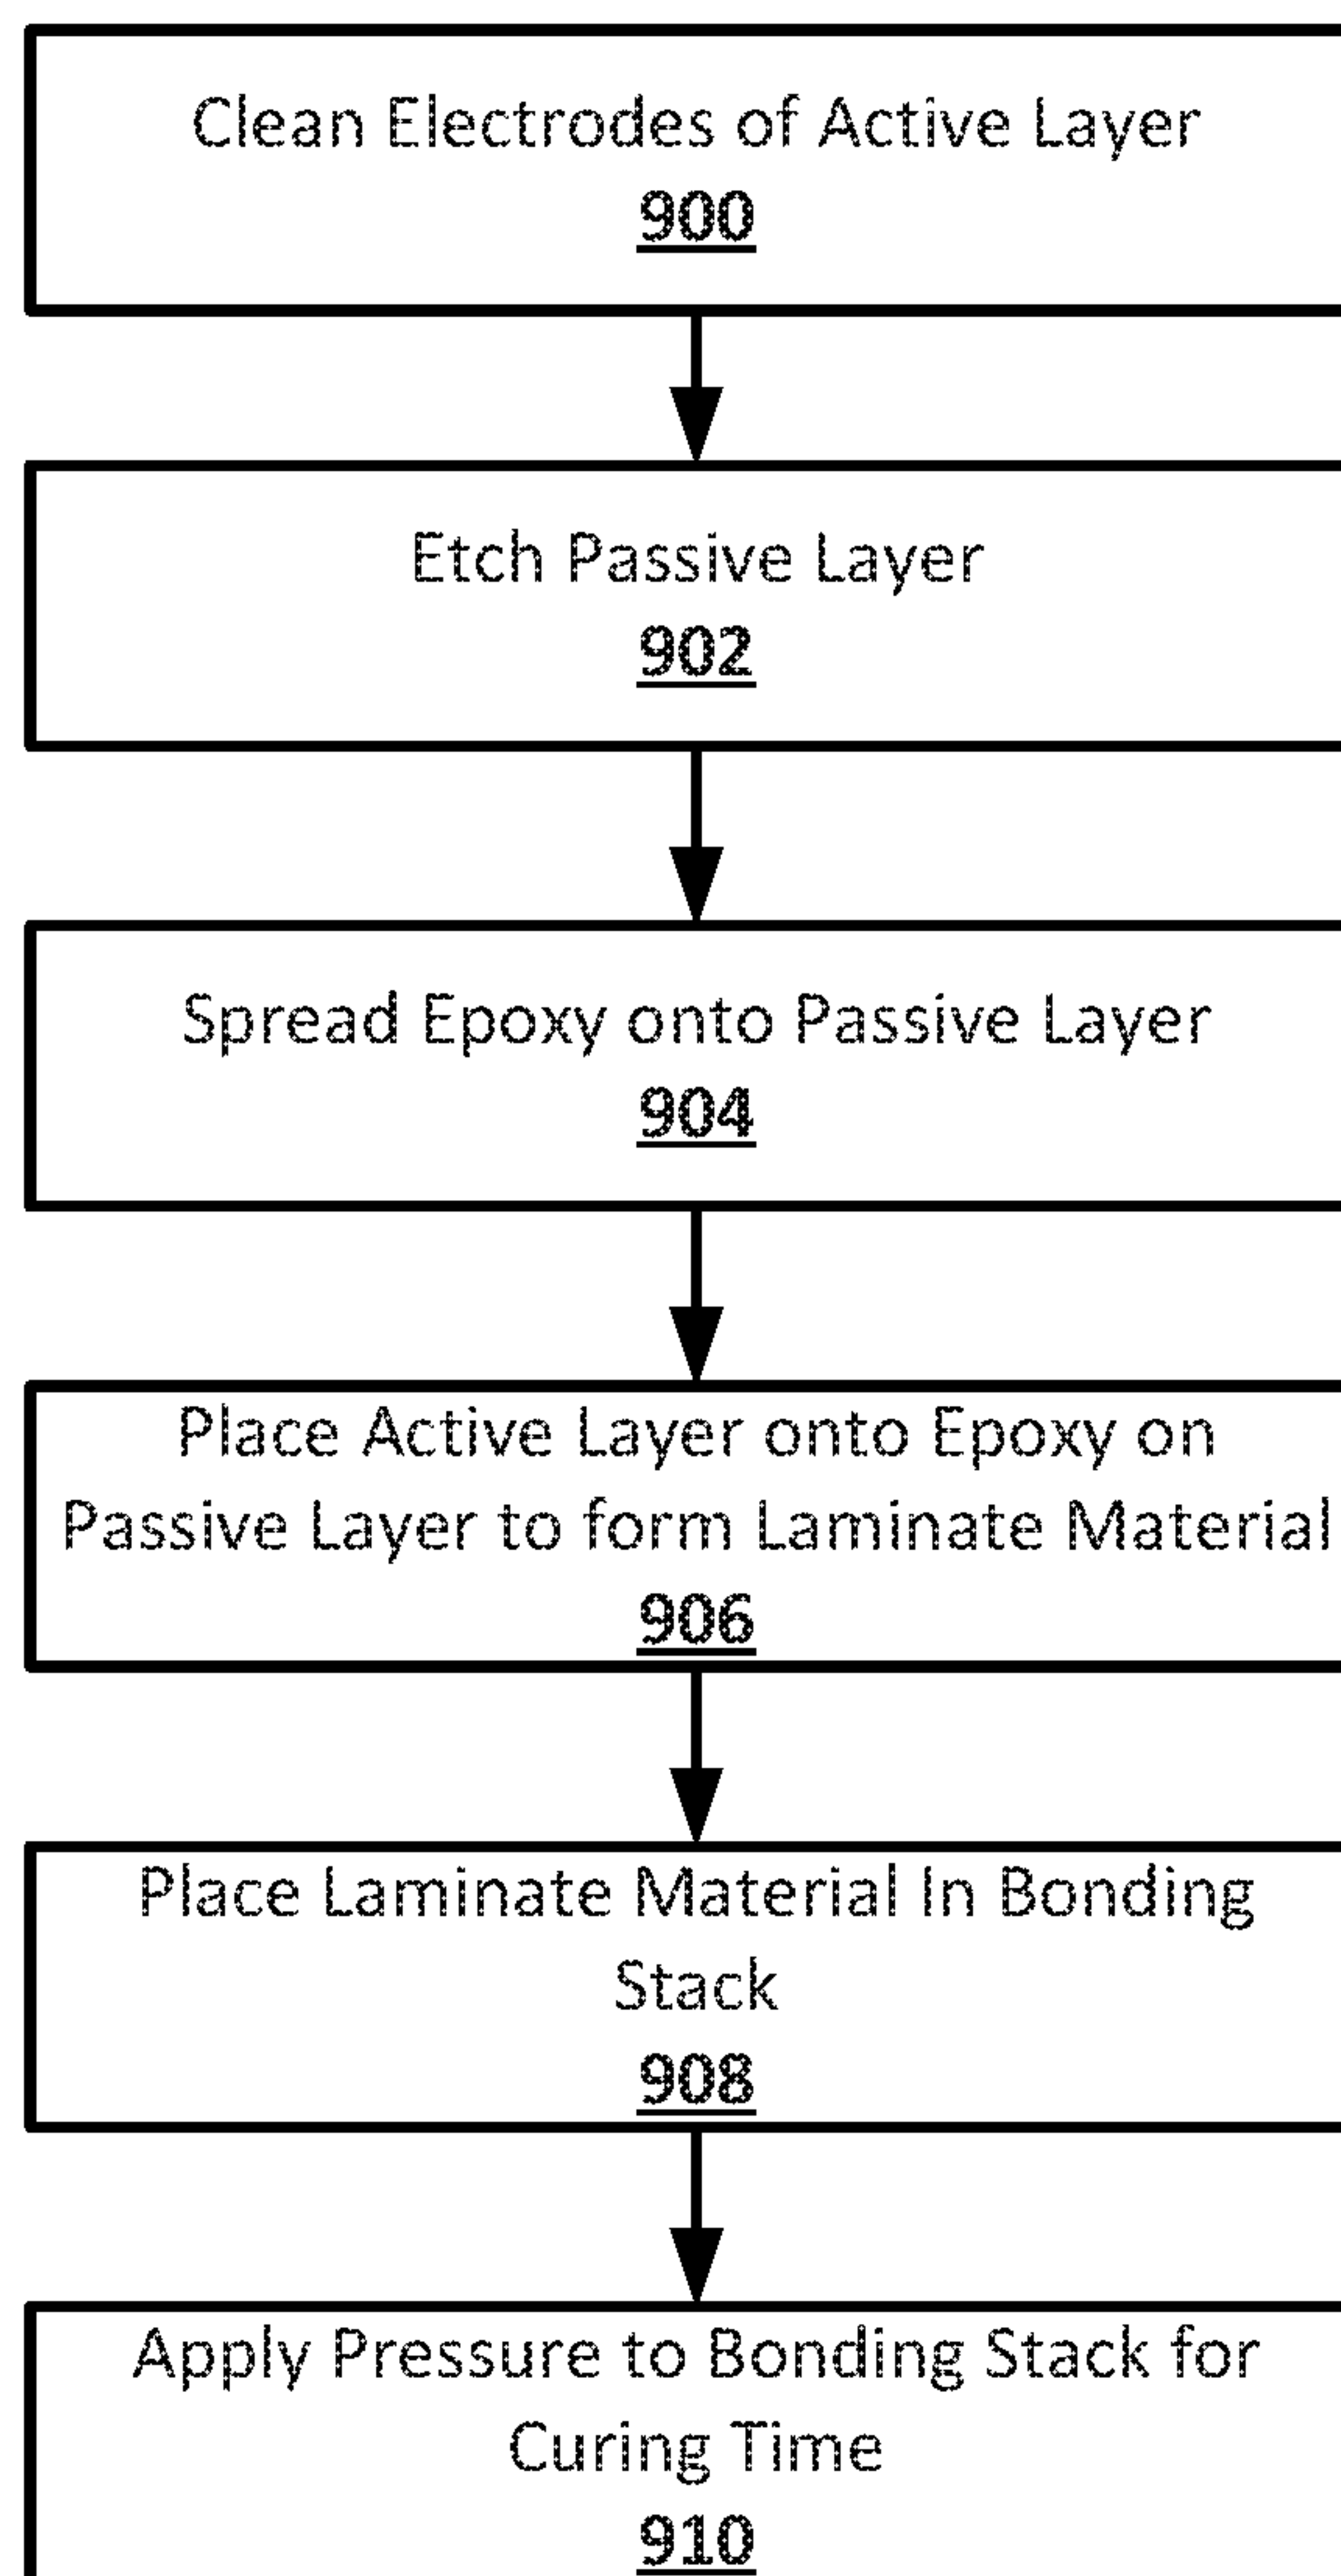 Clean Electrodes of Active Layer
900
Etch Passive Layer
902
Spread Epoxy onto Passive Layer
904
Place Active Layer onto Epoxy on
Passive Layer to form Laminate Material
906
Place Laminate Material In Bonding
Stack
908
Apply Pressure to Bonding Stack for
Curing Time
910